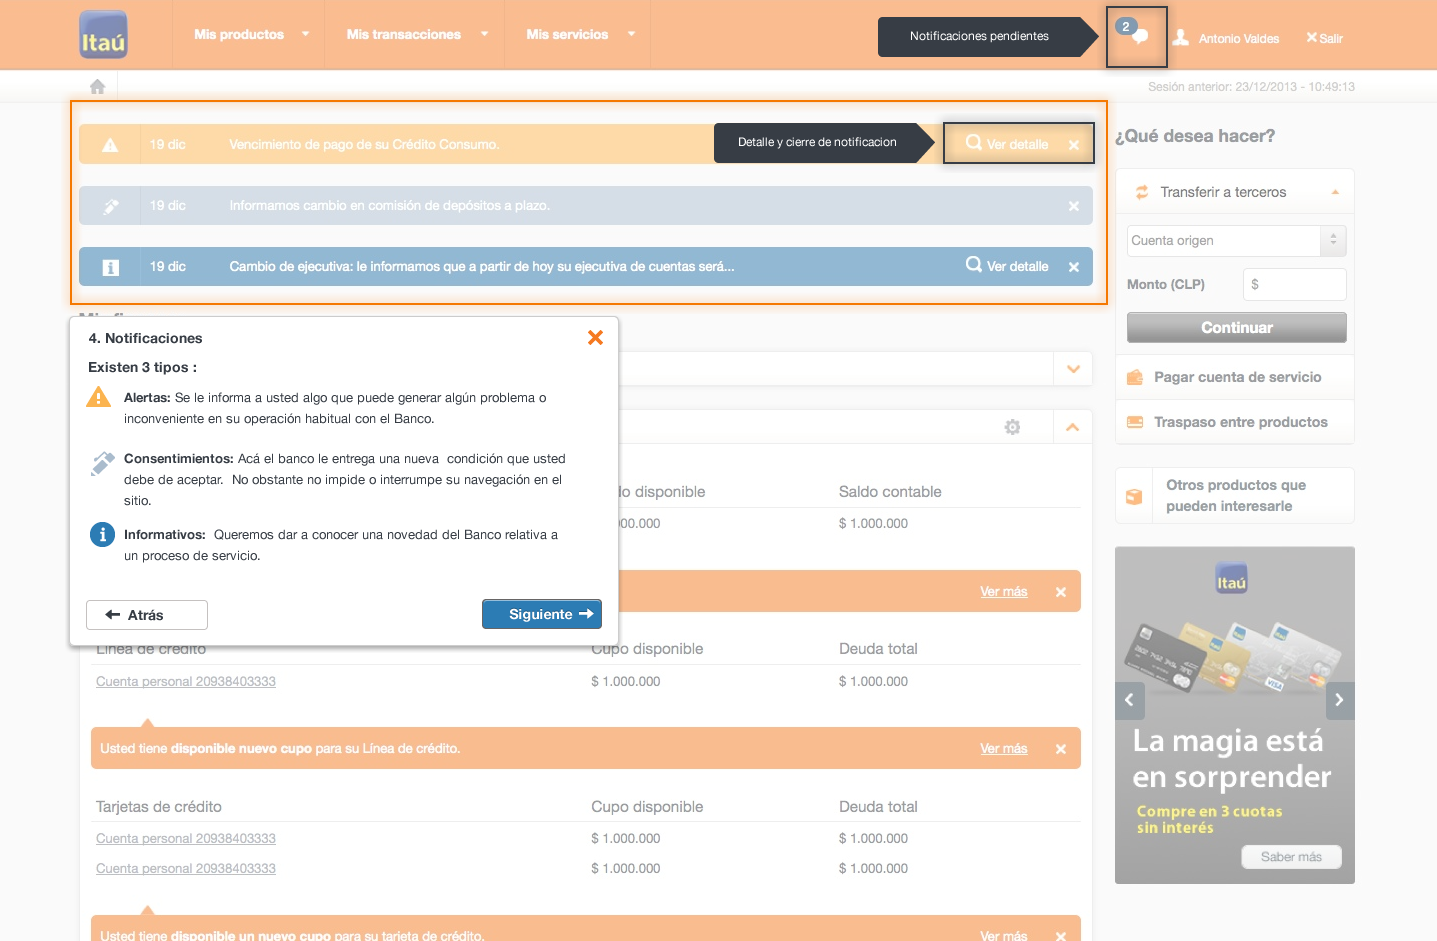 Itaú
Mis productos
Mis transacciones
Mis servicios
Notificaciones pendientes
2
Antonio Valdes
Salir
Sesión anterior: 23/12/2013 - 10:49:13
19 dic
Vencimiento de pago de su Crédito Consumo.
Detalle y cierre de notificacion
Ver detalle
19 dic
Informamos cambio en comisión de depósitos a plazo.
19 dic
Cambio de ejecutiva: le informamos que a partir de hoy su ejecutiva de cuentas será...
Ver detalle
4. Notificaciones
Existen 3 tipos :
Alertas: Se le informa a usted algo que puede generar algún problema o
inconveniente en su operación habitual con el Banco.
Consentimientos: Acá el banco le entrega una nueva  condición que usted
debe de aceptar.  No obstante no impide o interrumpe su navegación en el
sitio.
Informativos:  Queremos dar a conocer una novedad del Banco relativa a
un proceso de servicio.
Atrás
Siguiente
disponible
Saldo contable
000.000
$ 1.000.000
Ver más
Línea de crédito
Cupo disponible
Deuda total
Cuenta personal 20938403333
$ 1.000.000
$ 1.000.000
Usted tiene disponible nuevo cupo para su Línea de crédito.
Ver más
Tarjetas de crédito
Cupo disponible
Deuda total
Cuenta personal 20938403333
$ 1.000.000
$ 1.000.000
Cuenta personal 20938403333
$ 1.000.000
$ 1.000.000
Usted tiene disponible un nuevo cupo para su tarjeta de crédito.
Ver más
¿Qué desea hacer?
Transferir a terceros
Cuenta origen
Monto (CLP)
$
Continuar
Pagar cuenta de servicio
Traspaso entre productos
Otros productos que
pueden interesarle
Itaú
VISA
La magia está
en sorprender
Compre en 3 cuotas
sin interés
Saber más